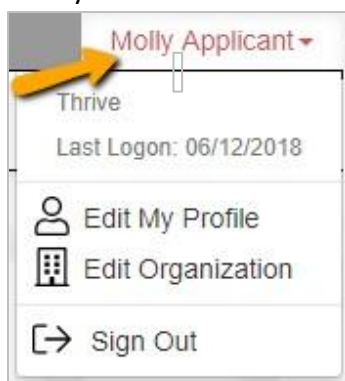 Molly Applicant
Thrive
Last Logon: 06/12/2018
Edit My Profile
Edit Organization
Sign Out